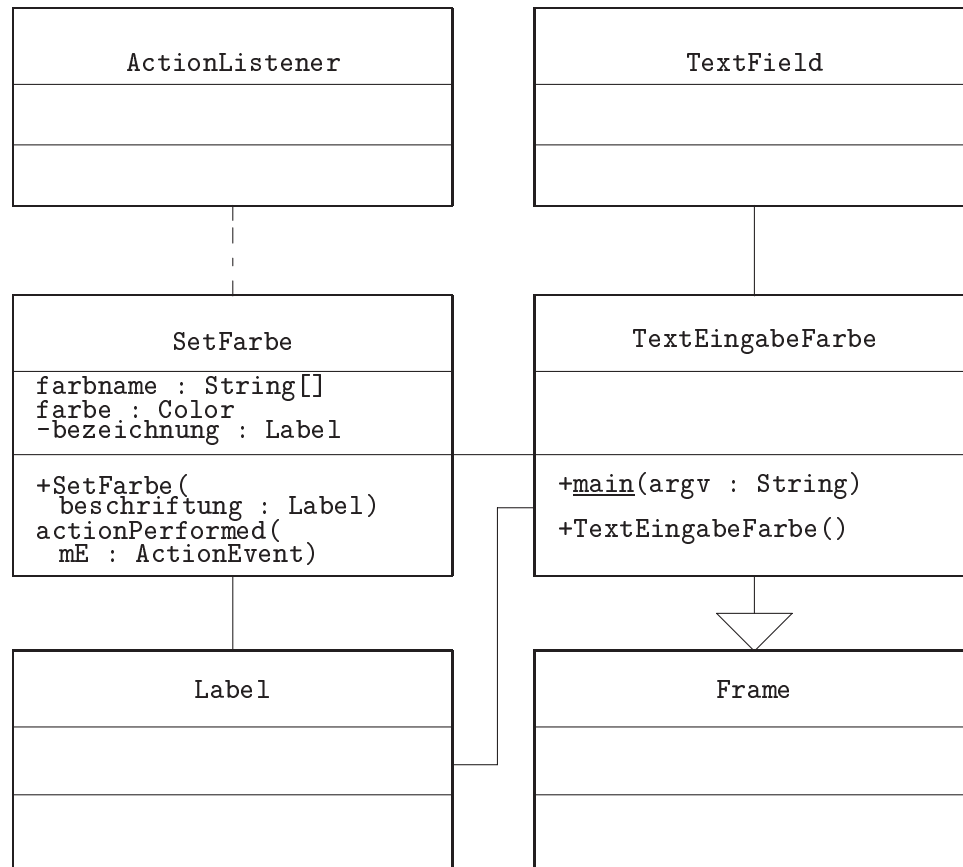 ActionListener
TextField
SetFarbe
farbname : String[]
farbe : Color
-bezeichnung : Label
+SetFarbe(
beschriftung : Label)
actionPerformed(
mE : ActionEvent)
TextEingabeFarbe
+main(argv : String)
+TextEingabeFarbe()
Label
Frame